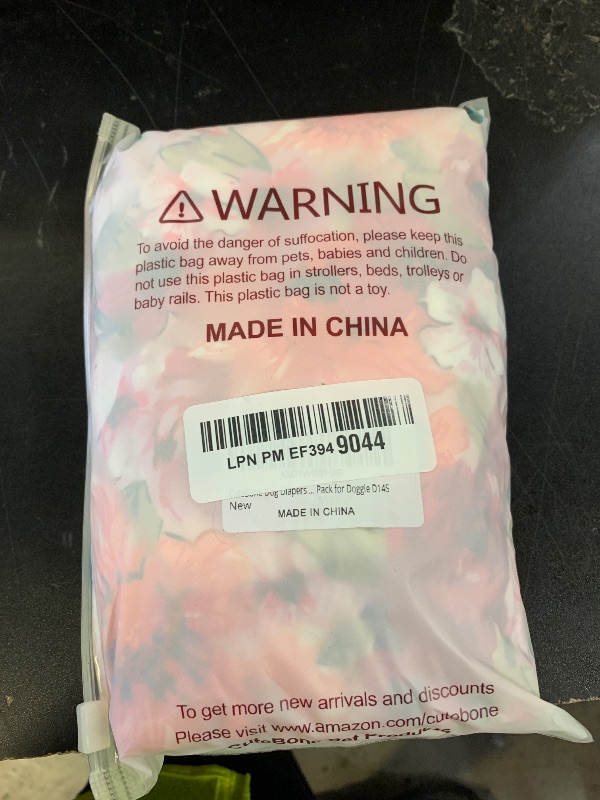 WARNING
To avoid the danger of suffocation, please keep this
plastic bag away from pets, babies and children. Do
not use this plastic bag in strollers, beds, trolleys or
baby rails. This plastic bag is not a toy.
MADE IN CHINA
LPN PM EF394 9044
Dog Diapers ... Pack for Doggie D14S
New
MADE IN CHINA
To get more new arrivals and discounts
Please visit www.amazon.com/cutebone
CuteBone Pet Products